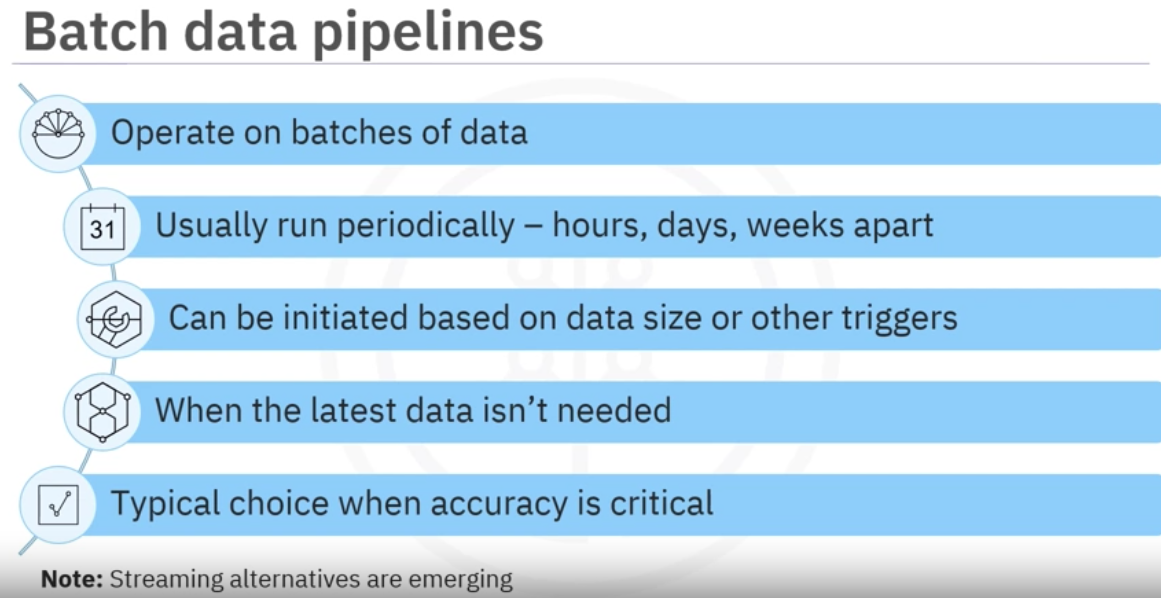 Batch data pipelines
Operate on batches of data
31
Usually run periodically – hours, days, weeks apart
Can be initiated based on data size or other triggers
When the latest data isn’t needed
Typical choice when accuracy is critical
Note: Streaming alternatives are emerging